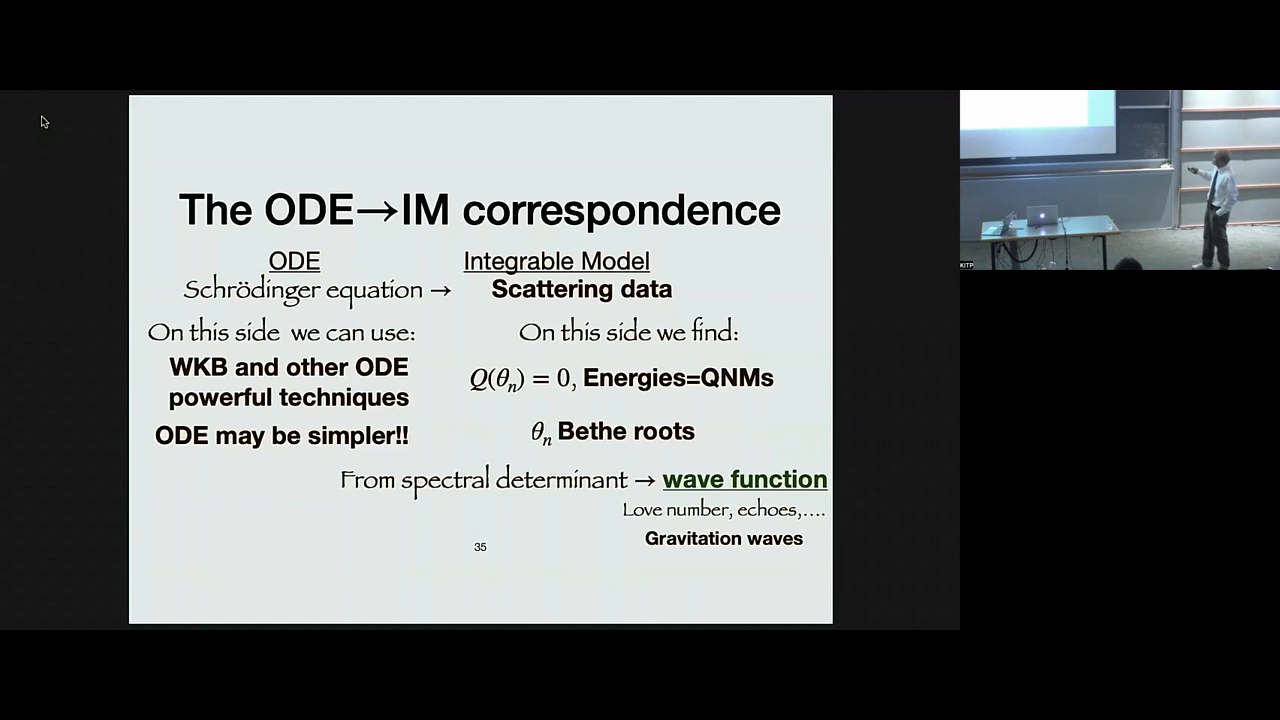 The ODE→IM correspondence
ODE
Integrable Model
Schrödinger equation →
Scattering data
On this side we can use:
On this side we find:
WKB and other ODE
powerful techniques
Q(θn) = 0, Energies=QNMs
ODE may be simpler!!
θn Bethe roots
From spectral determinant → wave function
Love number, echoes,....
Gravitation waves
35
KITP